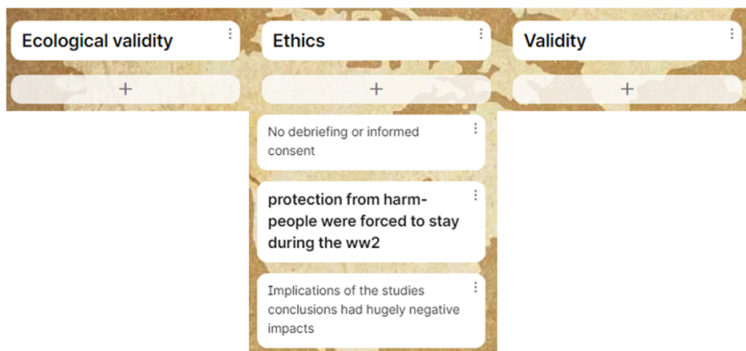 Ecological validity
Ethics
Validity
+
+
+
No debriefing or informed
consent
protection from harm-
people were forced to stay
during the ww2
Implications of the studies
conclusions had hugely negative
impacts